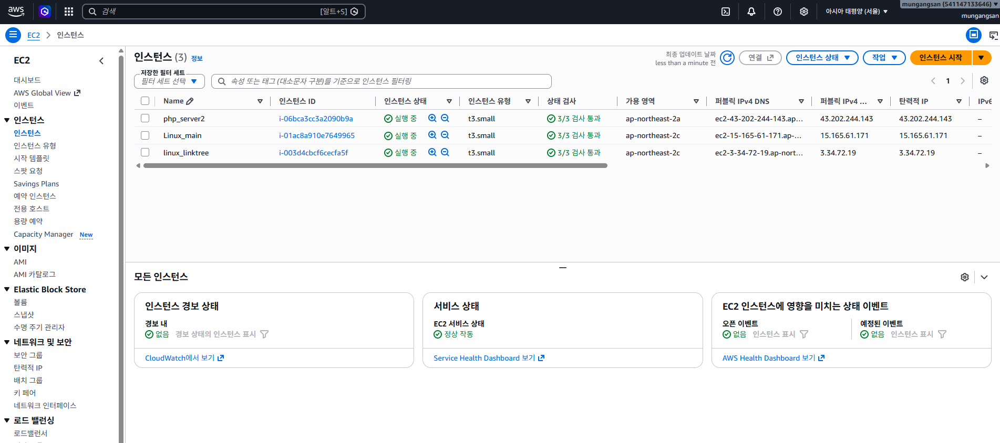 aws
검색 [알트+S]
아시아 태평양 (서울)
mungangsan (541147133646)
mungangsan
EC2 인스턴스
EC2
대시보드
AWS Global View
이벤트
인스턴스
인스턴스
인스턴스 유형
시작 템플릿
스팟 요청
Savings Plans
예약 인스턴스
전용 호스트
용량 예약
Capacity Manager New
이미지
AMI
AMI 카탈로그
Elastic Block Store
볼륨
스냅샷
수명 주기 관리자
네트워크 및 보안
보안 그룹
탄력적 IP
배치 그룹
키 페어
네트워크 인터페이스
로드 밸런싱
로드밸런서
인스턴스 (3) 정보
최종 업데이트 날짜
less than a minute 전
연결
인스턴스 상태
작업
인스턴스 시작
저장한 필터 세트
필터 세트 선택
속성 또는 태그 (대소문자 구분)를 기준으로 인스턴스 필터링
1
Name 인스턴스 ID 인스턴스 상태 인스턴스 유형 상태 검사 가용 영역 퍼블릭 IPv4 DNS 퍼블릭 IPv4 ... 탄력적 IP IPv6
php_server2 i-06bca3cc3a2090b9a 실행 중 t3.small 3/3 검사 통과 ap-northeast-2a ec2-43-202-244-143.ap... 43.202.244.143 43.202.244.143 –
Linux_main i-01ac8a910e7649965 실행 중 t3.small 3/3 검사 통과 ap-northeast-2c ec2-15-165-61-171.ap-... 15.165.61.171 15.165.61.171 –
linux_linktree i-003d4cbcf6cecfa5f 실행 중 t3.small 3/3 검사 통과 ap-northeast-2c ec2-3-34-72-19.ap-nort... 3.34.72.19 3.34.72.19 –
모든 인스턴스
인스턴스 경보 상태
경보 내
없음 경보 상태의 인스턴스 표시
CloudWatch에서 보기
서비스 상태
EC2 서비스 상태
정상 작동
Service Health Dashboard 보기
EC2 인스턴스에 영향을 미치는 상태 이벤트
오픈 이벤트
없음 인스턴스 표시
예정된 이벤트
없음 인스턴스 표시
AWS Health Dashboard 보기